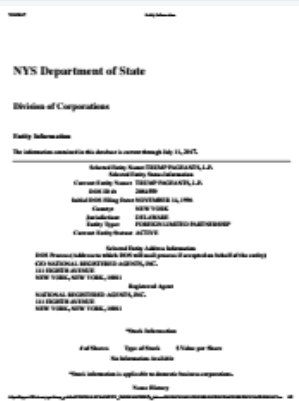 Entity Information
NYS Department of State
Division of Corporations
Entity Information
The information contained in this database is current through July 11, 2017.
Selected Entity Name: TRUMP PAGEANTS, L.P.
Selected Entity Status Information
Current Entity Name: TRUMP PAGEANTS, L.P.
DOS ID #:
Initial DOS Filing Date: NOVEMBER 1996
County: NEW YORK
Jurisdiction: DELAWARE
Entity Type: FOREIGN LIMITED PARTNERSHIP
Current Entity Status: ACTIVE
Selected Entity Address Information
DOS Process (Address to which DOS will mail process if accepted on behalf of the entity)
C/O NATIONAL REGISTERED AGENTS, INC.
111 EIGHTH AVENUE
NEW YORK, NEW YORK, 10011
Registered Agent
NATIONAL REGISTERED AGENTS, INC.
111 EIGHTH AVENUE
NEW YORK, NEW YORK, 10011
*Stock Information
# of Shares Type of Stock $ Value per Share
No Information Available
*Stock information is applicable to domestic business corporations.
Name History